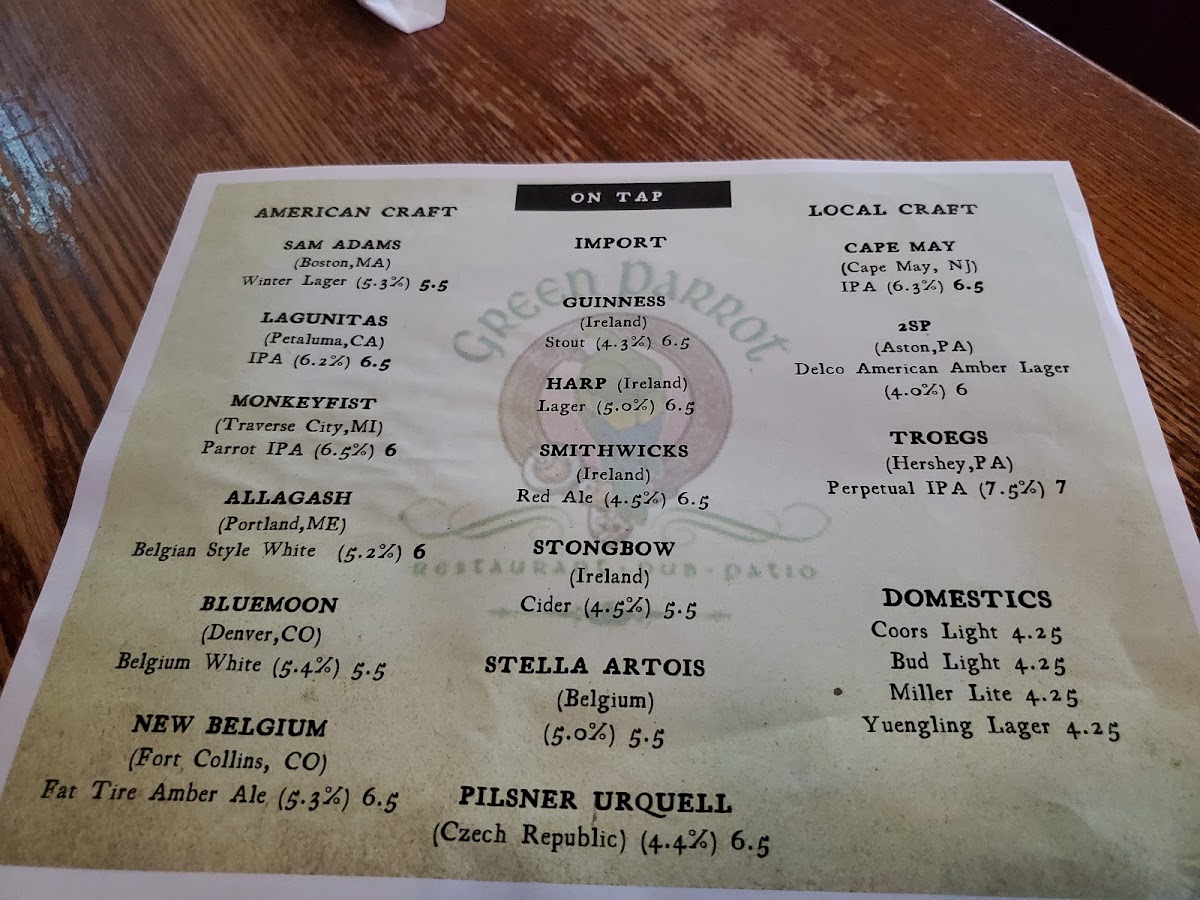 ON TAP
AMERICAN CRAFT
SAM ADAMS
(Boston,MA)
Winter Lager (5.3%) 5.5
LAGUNITAS
(Petaluma,CA)
IPA (6.2%) 6.5
MONKEYFIST
(Traverse City,MI)
Parrot IPA (6.5%) 6
ALLAGASH
(Portland,ME)
Belgian Style White (5.2%) 6
BLUEMOON
(Denver,CO)
Belgium White (5.4%) 5.5
NEW BELGIUM
(Fort Collins, CO)
Fat Tire Amber Ale (5.3%) 6.5
IMPORT
GUINNESS
(Ireland)
Stout (4.3%) 6.5
HARP (Ireland)
Lager (5.0%) 6.5
SMITHWICKS
(Ireland)
Red Ale (4.5%) 6.5
STONGBOW
(Ireland)
Cider (4.5%) 5.5
STELLA ARTOIS
(Belgium)
(5.0%) 5.5
PILSNER URQUELL
(Czech Republic) (4.4%) 6.5
LOCAL CRAFT
CAPE MAY
(Cape May, NJ)
IPA (6.3%) 6.5
2SP
(Aston,PA)
Delco American Amber Lager
(4.0%) 6
TROEGS
(Hershey,PA)
Perpetual IPA (7.5%) 7
DOMESTICS
Coors Light 4.25
Bud Light 4.25
Miller Lite 4.25
Yuengling Lager 4.25
Green Parrot
RESTAURANT · PUB · PATIO